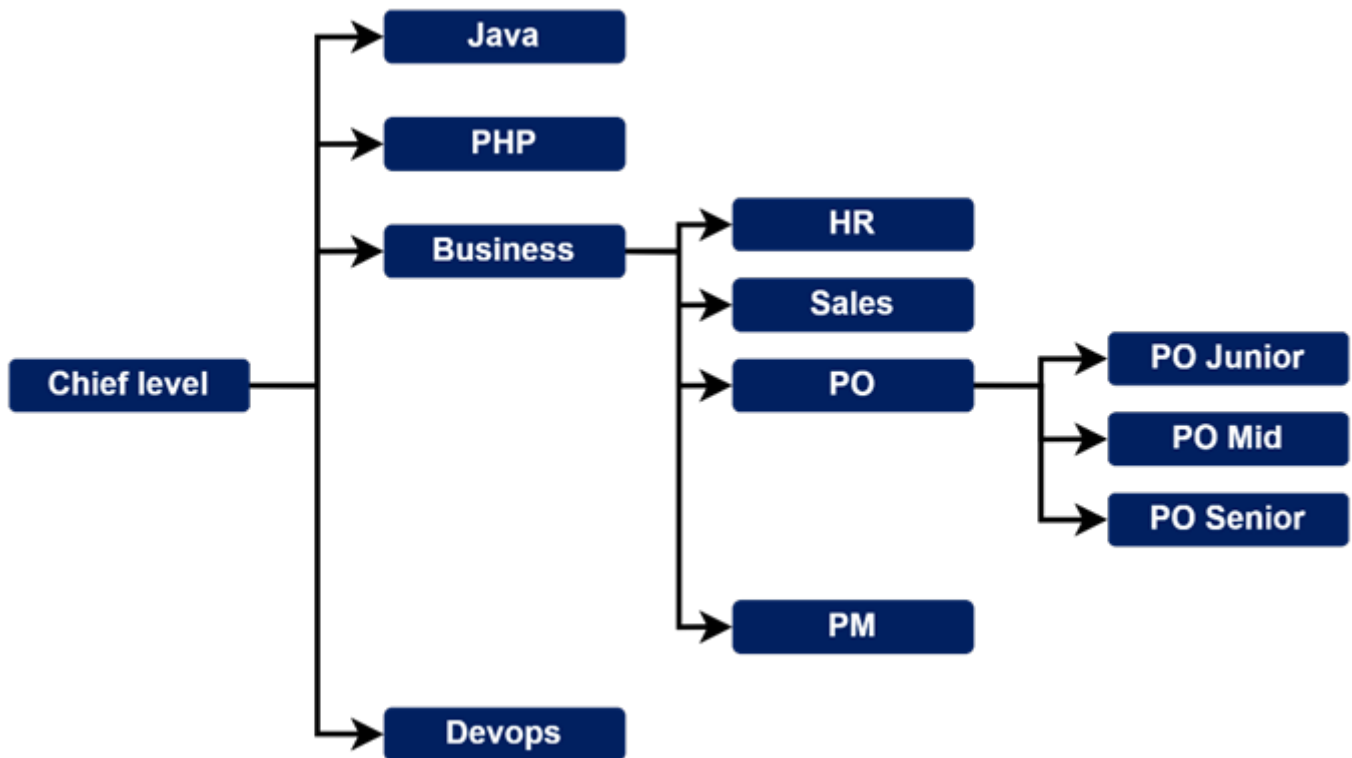 Java
PHP
HR
Business
Sales
PO Junior
Chief level
PO
PO Mid
PO Senior
PM
Devops